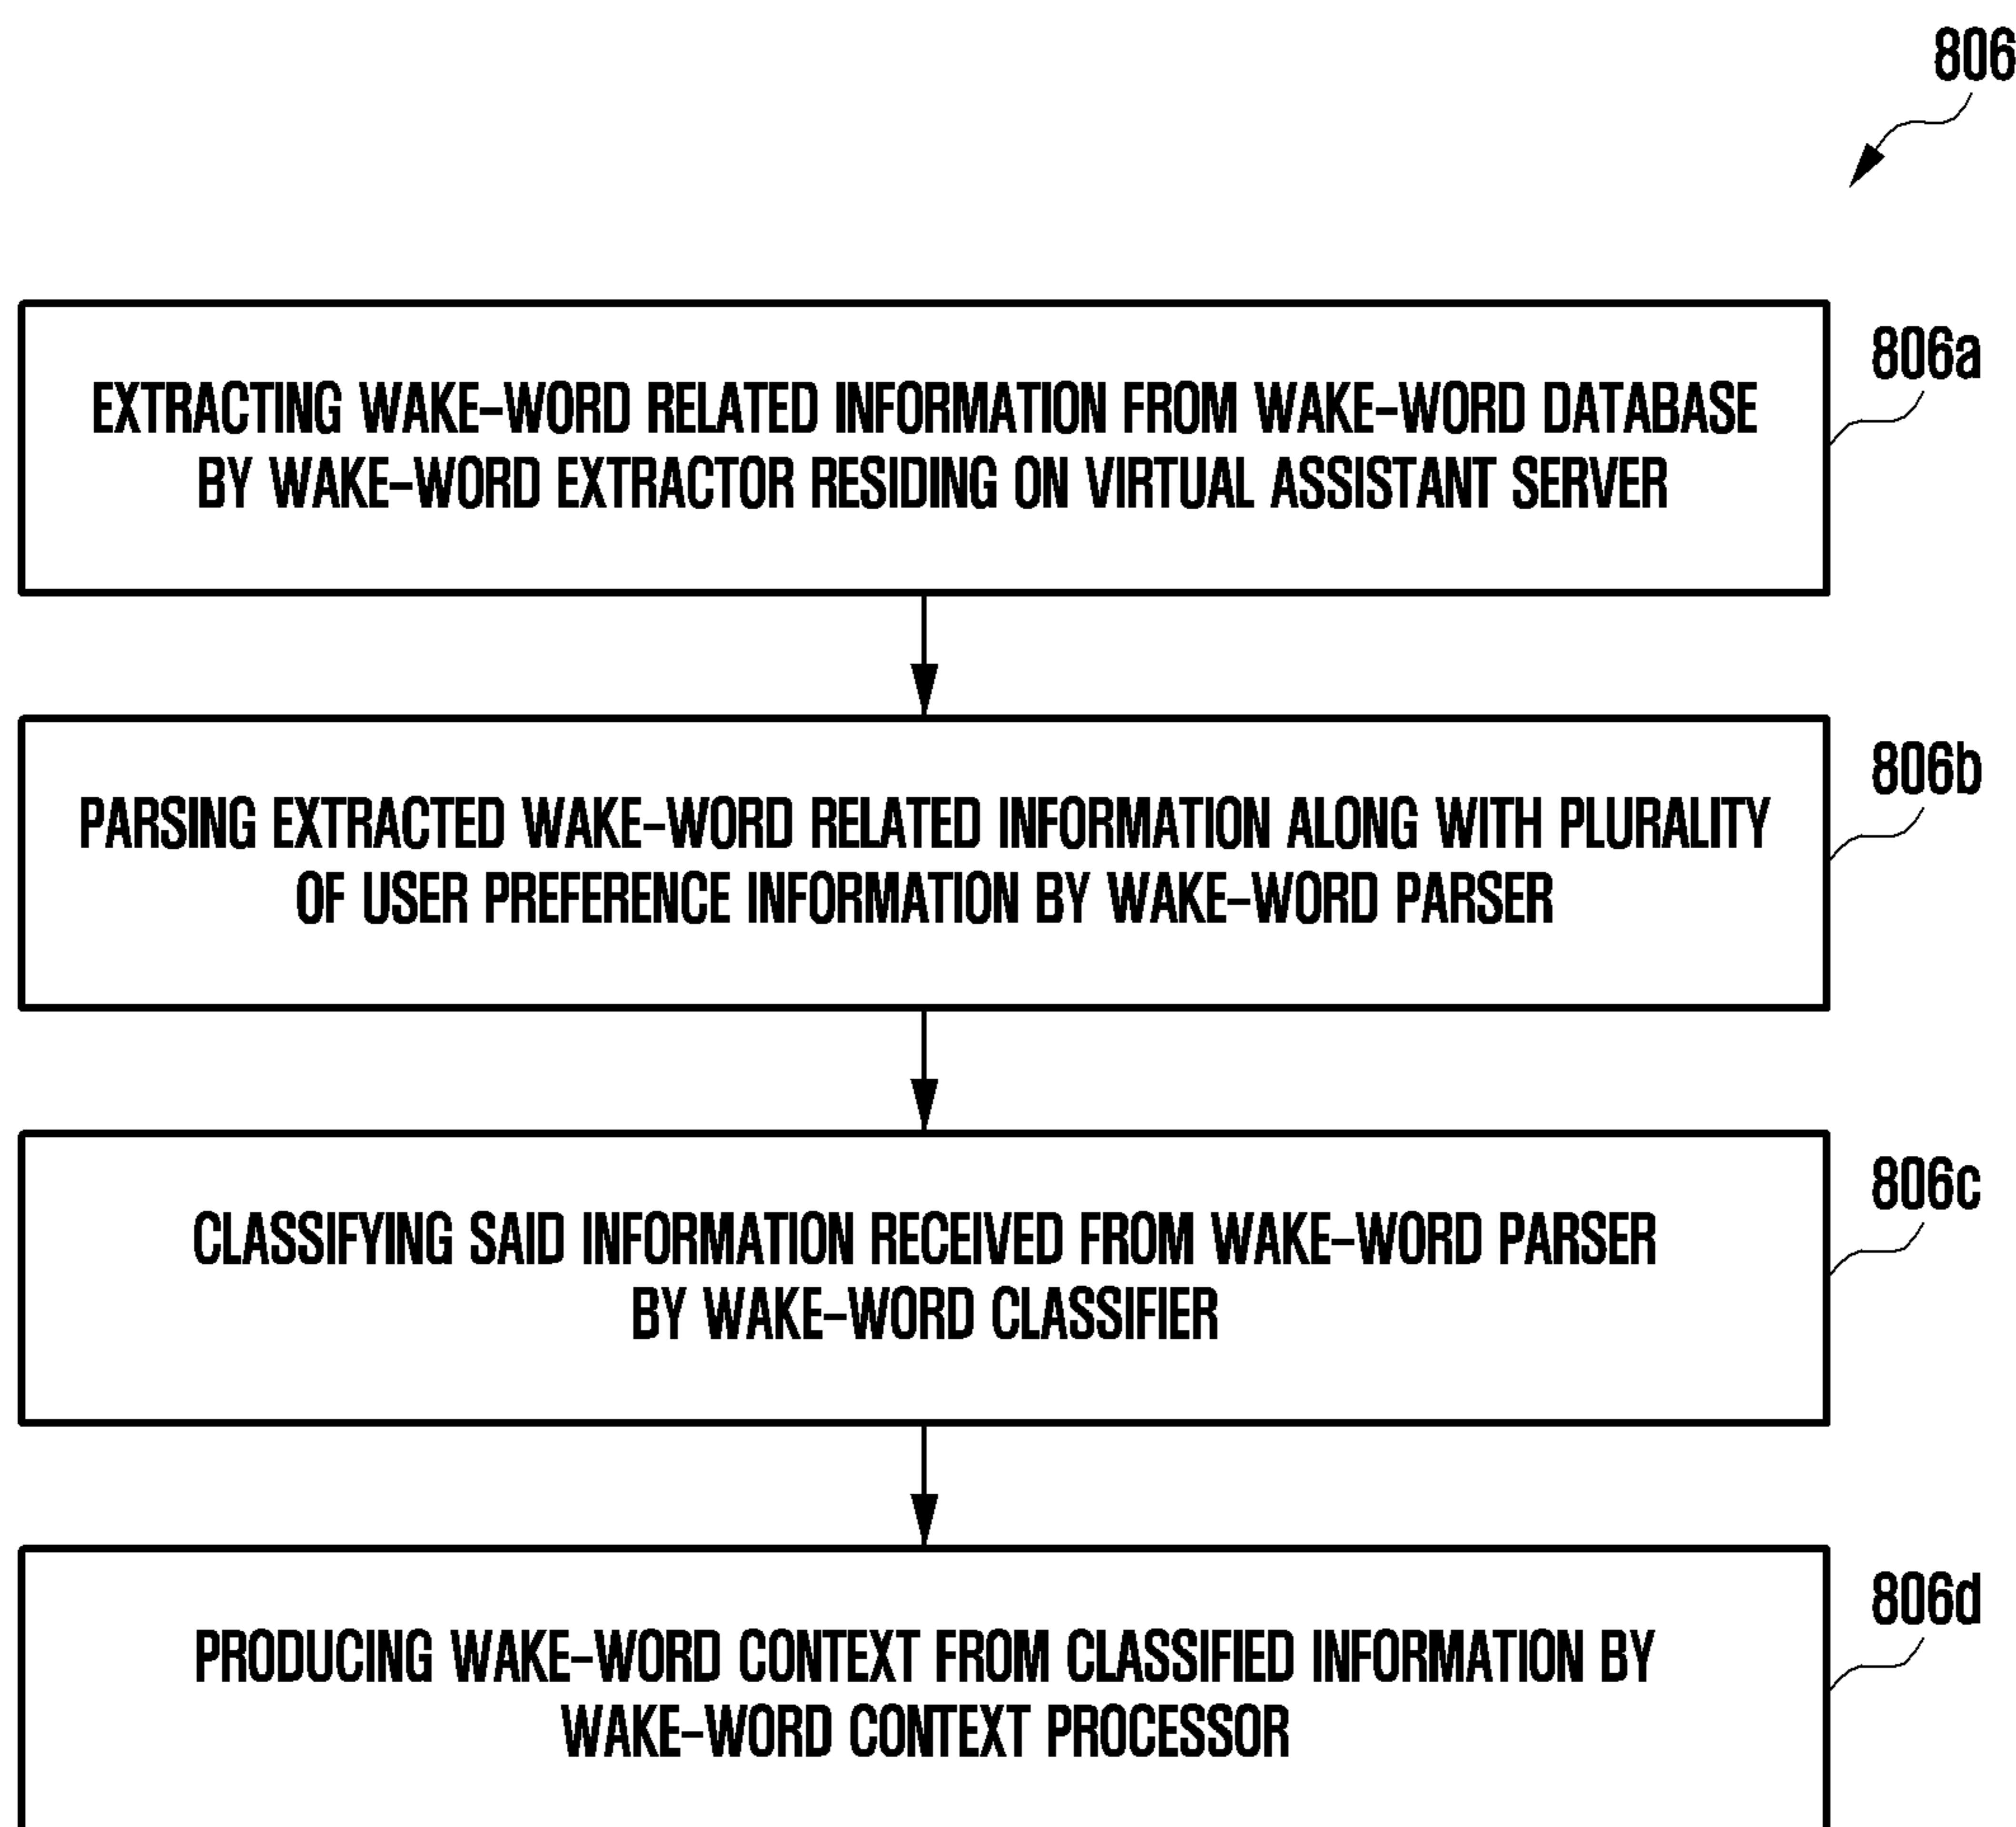 806
806a
EXTRACTING WAKE-WORD RELATED INFORMATION FROM WAKE-WORD DATABASE
BY WAKE-WORD EXTRACTOR RESIDING ON VIRTUAL ASSISTANT SERVER
806b
PARSING EXTRACTED WAKE-WORD RELATED INFORMATION ALONG WITH PLURALITY
OF USER PREFERENCE INFORMATION BY WAKE-WORD PARSER
806c
CLASSIFYING SAID INFORMATION RECEIVED FROM WAKE-WORD PARSER
BY WAKE-WORD CLASSIFIER
806d
PRODUCING WAKE-WORD CONTEXT FROM CLASSIFIED INFORMATION BY
WAKE-WORD CONTEXT PROCESSOR